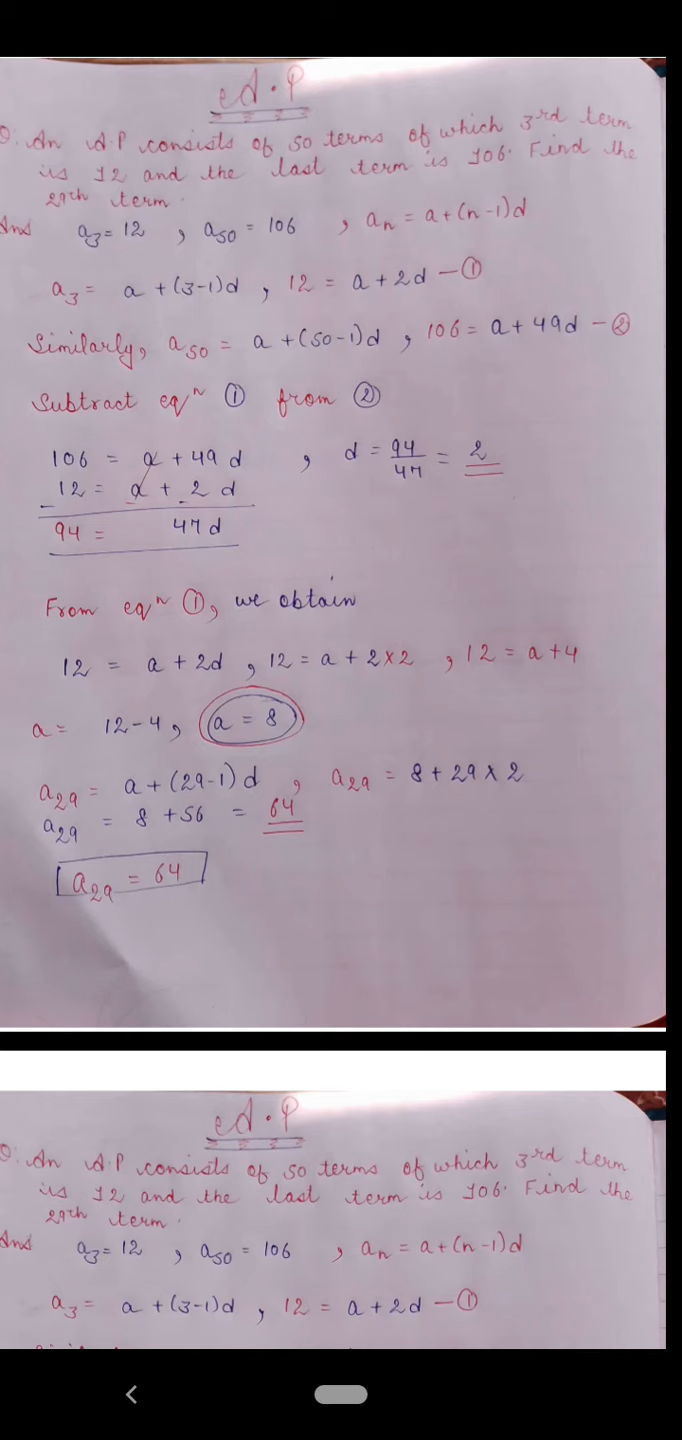 A.P
Q. An A.P consists of 50 terms of which 3rd term
is 12 and the last term is 106. Find the
29th term.
Ans a₃ = 12 , a₅₀ = 106 , aₙ = a + (n-1)d
a₃ = a + (3-1)d , 12 = a + 2d — ①
Similarly, a₅₀ = a + (50-1)d , 106 = a + 49d — ②
Subtract eqⁿ ① from ②
106 = a + 49 d , d = 94/47 = 2
- 12 = a + 2 d
94 = 47 d
From eqⁿ ①, we obtain
12 = a + 2d , 12 = a + 2 × 2 , 12 = a + 4
a = 12 - 4 , a = 8
a₂₉ = a + (29-1) d , a₂₉ = 8 + 29 × 2
a₂₉ = 8 + 56 = 64
a₂₉ = 64
A.P
Q. An A.P consists of 50 terms of which 3rd term
is 12 and the last term is 106. Find the
29th term.
Ans a₃ = 12 , a₅₀ = 106 , aₙ = a + (n-1)d
a₃ = a + (3-1)d , 12 = a + 2d — ①